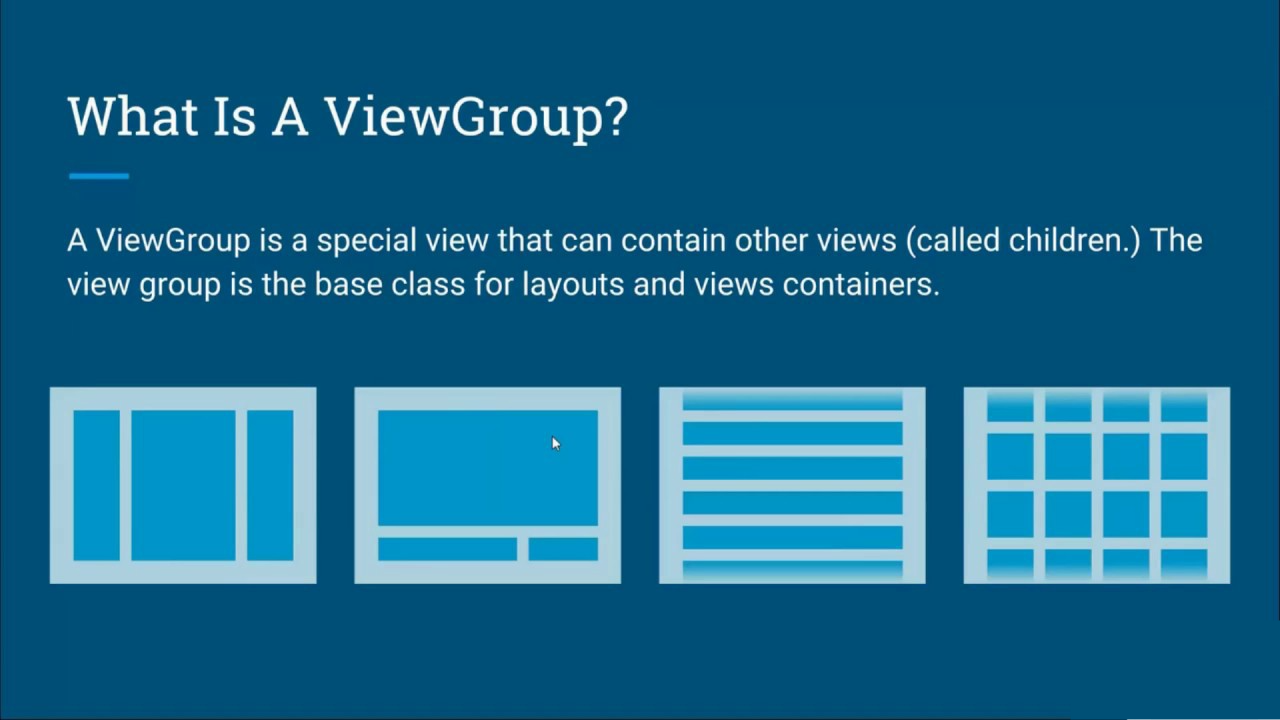 What Is A ViewGroup?
A ViewGroup is a special view that can contain other views (called children.) The
view group is the base class for layouts and views containers.